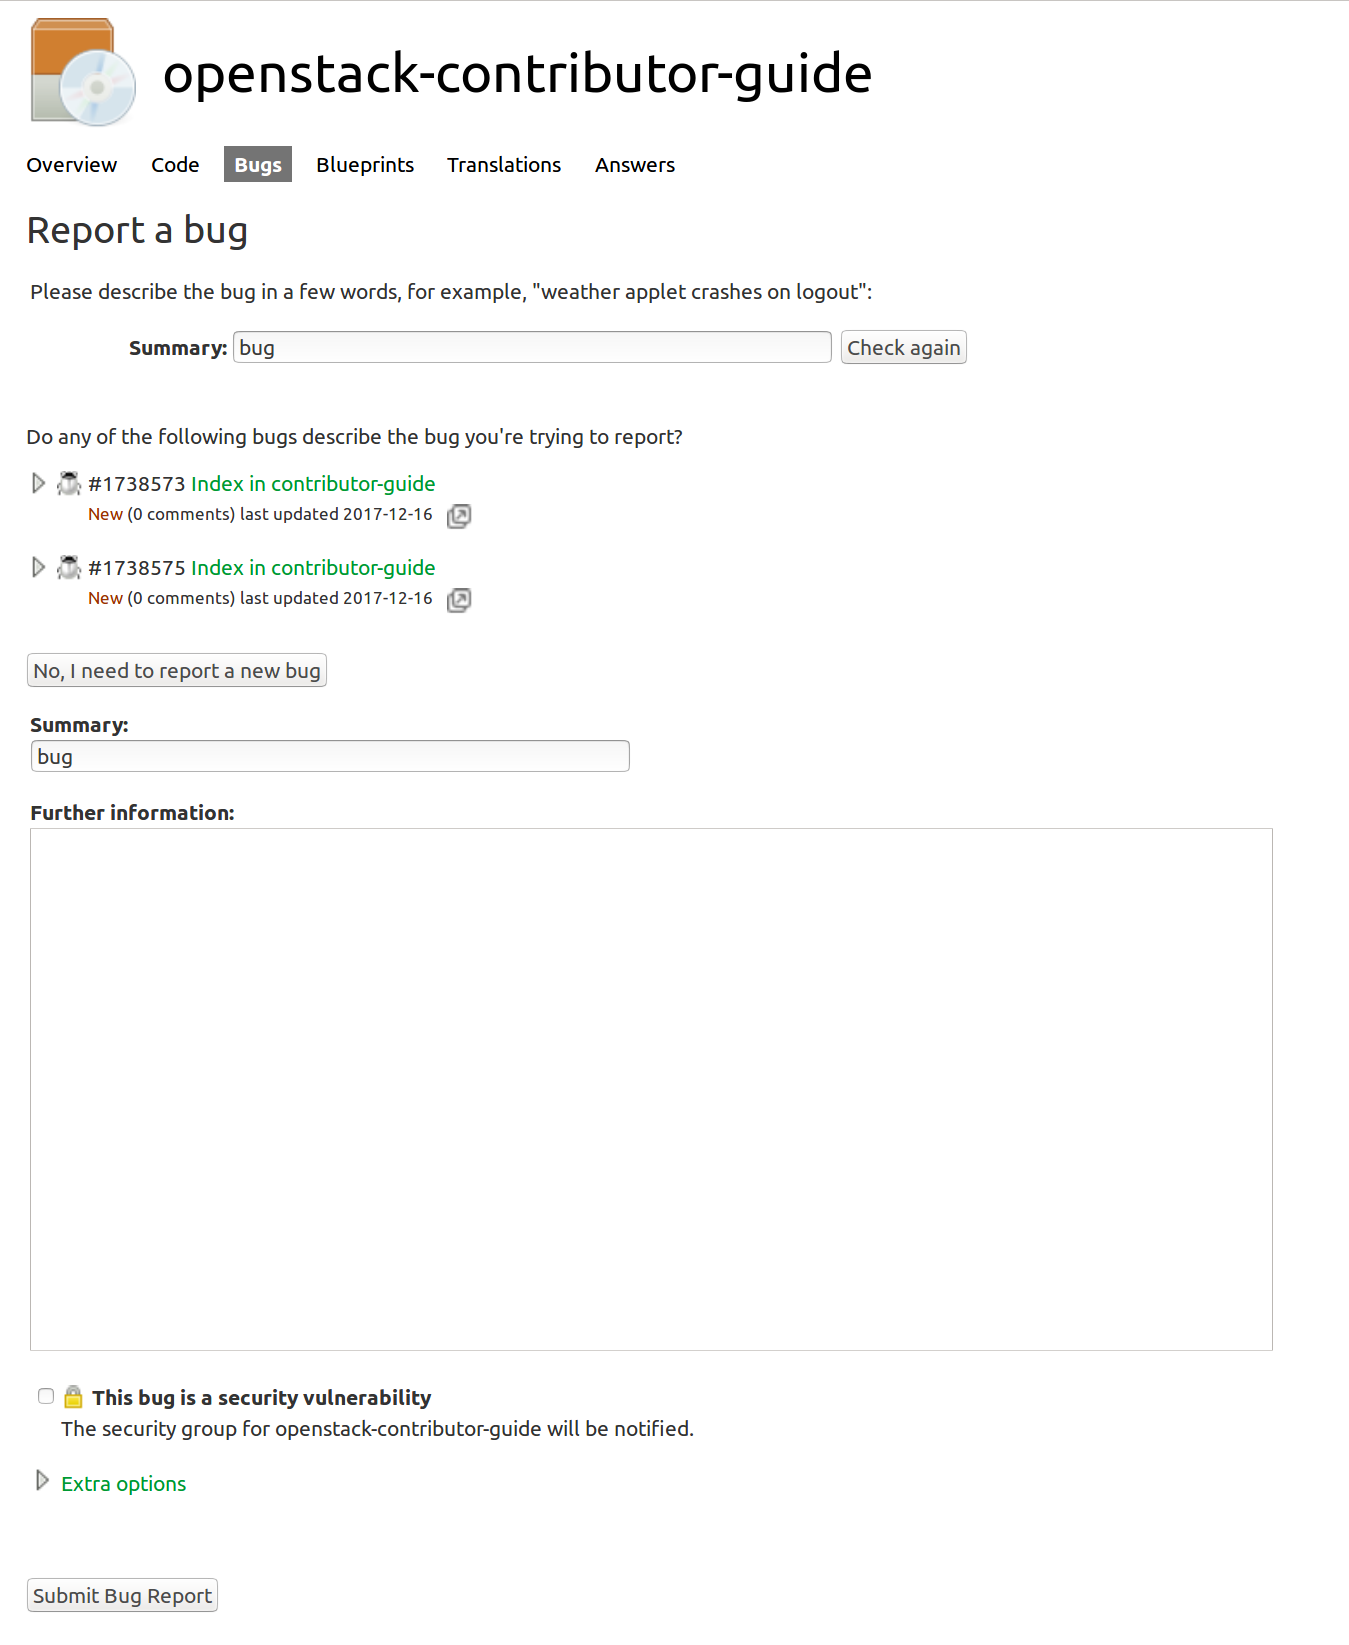 openstack-contributor-guide
Overview Code Bugs Blueprints Translations Answers
Report a bug
Please describe the bug in a few words, for example, "weather applet crashes on logout":
Summary: bug Check again
Do any of the following bugs describe the bug you're trying to report?
#1738573 Index in contributor-guide
New (0 comments) last updated 2017-12-16
#1738575 Index in contributor-guide
New (0 comments) last updated 2017-12-16
No, I need to report a new bug
Summary:
bug
Further information:
This bug is a security vulnerability
The security group for openstack-contributor-guide will be notified.
Extra options
Submit Bug Report